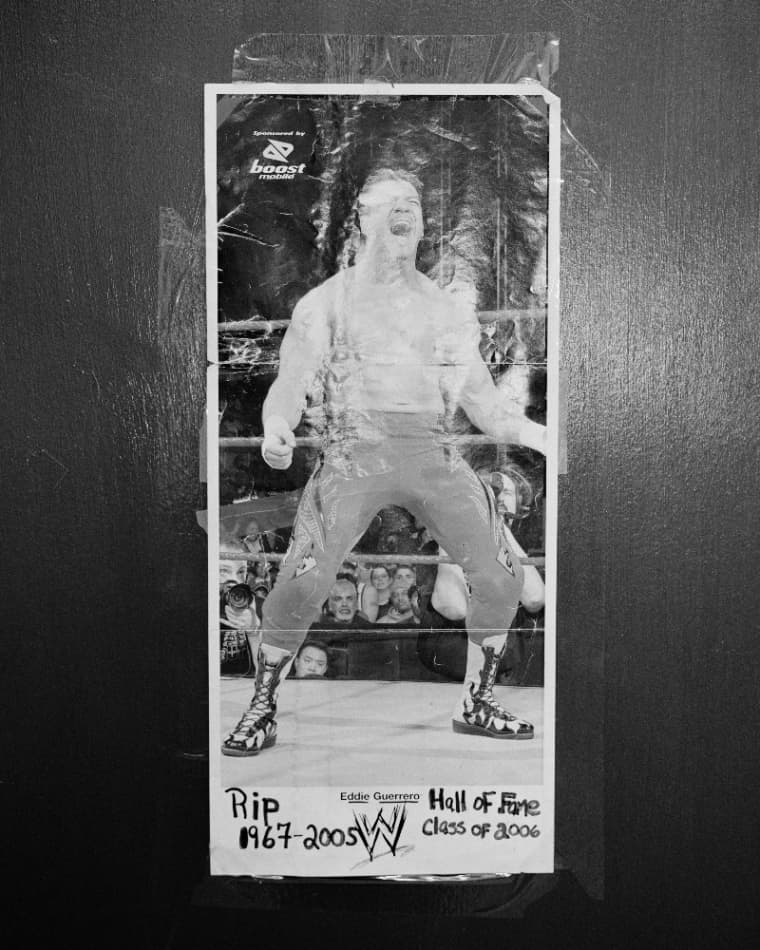 Sponsored by
boost
mobile
Eddie Guerrero
Rip
1967-2005
W
Hall of Fame
Class of 2006